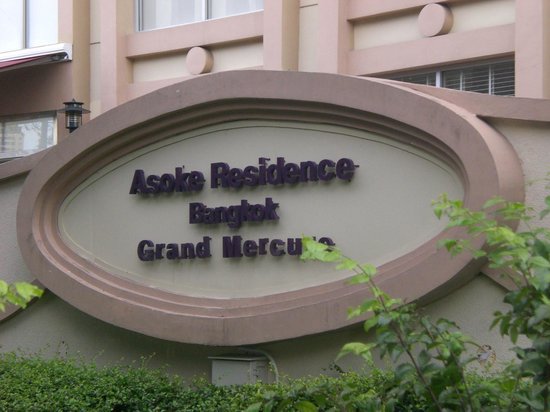 Asoke Residence
Bangkok
Grand Mercure